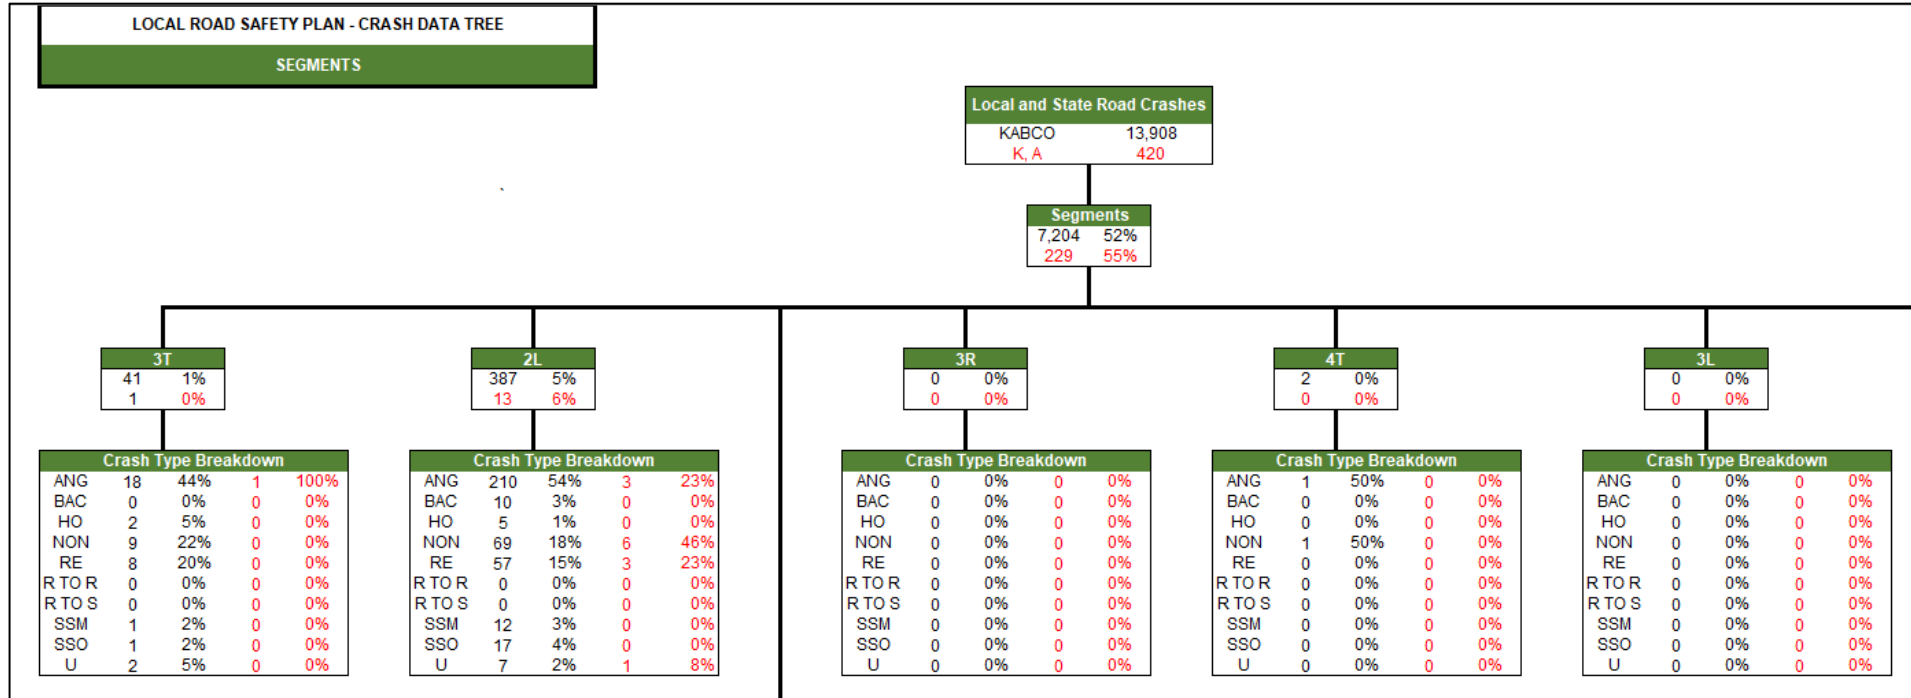 LOCAL ROAD SAFETY PLAN - CRASH DATA TREE
SEGMENTS
Local and State Road Crashes
KABCO 13,908
K, A 420
Segments
7,204 52%
229 55%
3T
41 1%
1 0%
Crash Type Breakdown
ANG 18 44% 1 100%
BAC 0 0% 0 0%
HO 2 5% 0 0%
NON 9 22% 0 0%
RE 8 20% 0 0%
R TO R 0 0% 0 0%
R TO S 0 0% 0 0%
SSM 1 2% 0 0%
SSO 1 2% 0 0%
U 2 5% 0 0%
2L
387 5%
13 6%
Crash Type Breakdown
ANG 210 54% 3 23%
BAC 10 3% 0 0%
HO 5 1% 0 0%
NON 69 18% 6 46%
RE 57 15% 3 23%
R TO R 0 0% 0 0%
R TO S 0 0% 0 0%
SSM 12 3% 0 0%
SSO 17 4% 0 0%
U 7 2% 1 8%
3R
0 0%
0 0%
Crash Type Breakdown
ANG 0 0% 0 0%
BAC 0 0% 0 0%
HO 0 0% 0 0%
NON 0 0% 0 0%
RE 0 0% 0 0%
R TO R 0 0% 0 0%
R TO S 0 0% 0 0%
SSM 0 0% 0 0%
SSO 0 0% 0 0%
U 0 0% 0 0%
4T
2 0%
0 0%
Crash Type Breakdown
ANG 1 50% 0 0%
BAC 0 0% 0 0%
HO 0 0% 0 0%
NON 1 50% 0 0%
RE 0 0% 0 0%
R TO R 0 0% 0 0%
R TO S 0 0% 0 0%
SSM 0 0% 0 0%
SSO 0 0% 0 0%
U 0 0% 0 0%
3L
0 0%
0 0%
Crash Type Breakdown
ANG 0 0% 0 0%
BAC 0 0% 0 0%
HO 0 0% 0 0%
NON 0 0% 0 0%
RE 0 0% 0 0%
R TO R 0 0% 0 0%
R TO S 0 0% 0 0%
SSM 0 0% 0 0%
SSO 0 0% 0 0%
U 0 0% 0 0%